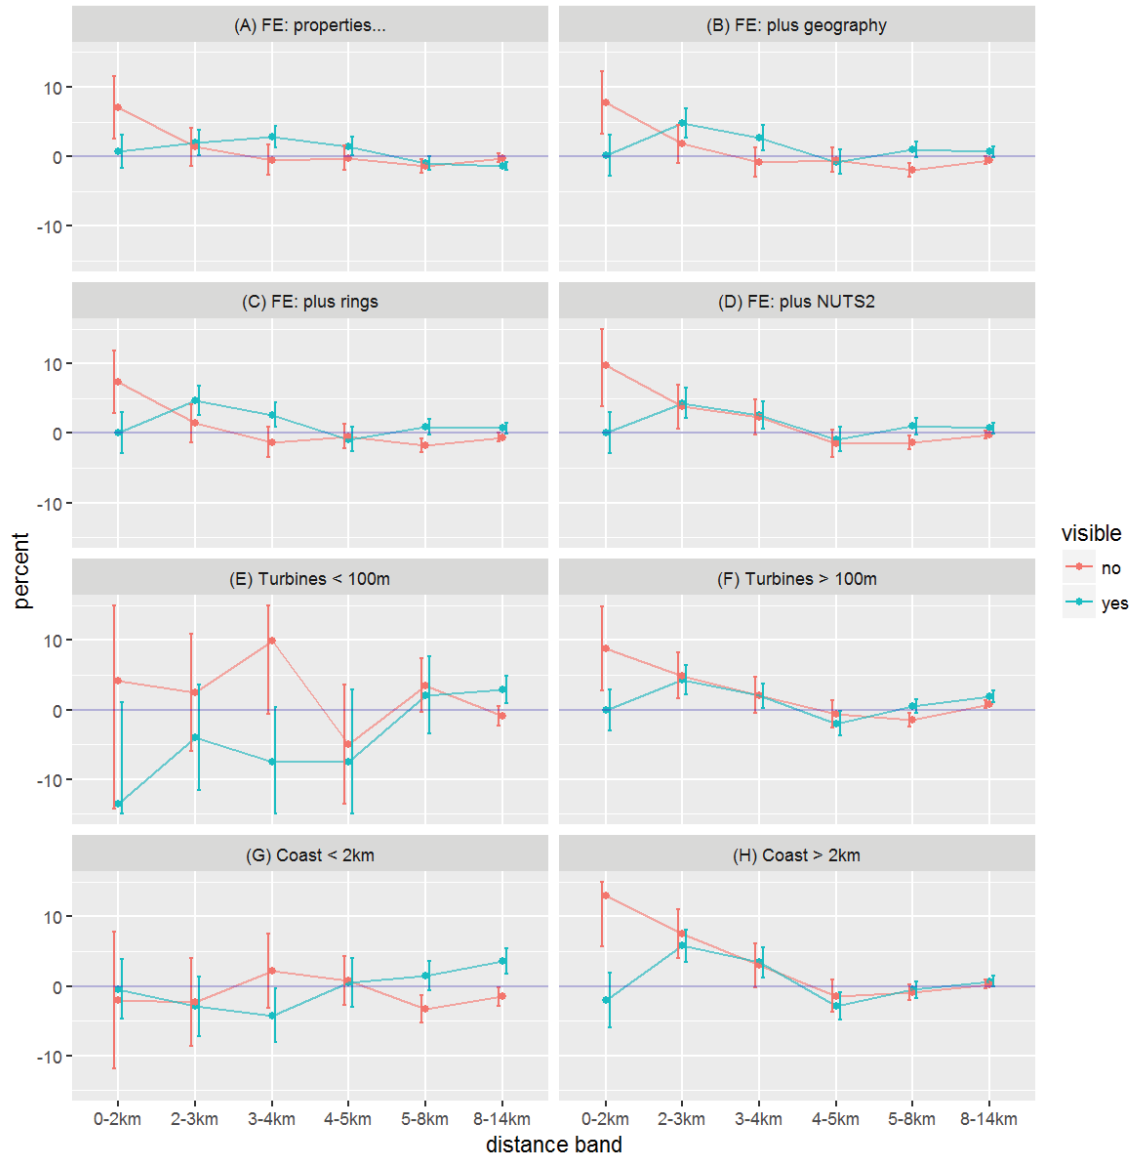 (A) FE: properties...
(B) FE: plus geography
10
0
-10
(C) FE: plus rings
(D) FE: plus NUTS2
10
0
-10
(E) Turbines < 100m
(F) Turbines > 100m
10
0
-10
(G) Coast < 2km
(H) Coast > 2km
10
0
-10
percent
0-2km 2-3km 3-4km 4-5km 5-8km 8-14km
0-2km 2-3km 3-4km 4-5km 5-8km 8-14km
distance band
visible
no
yes